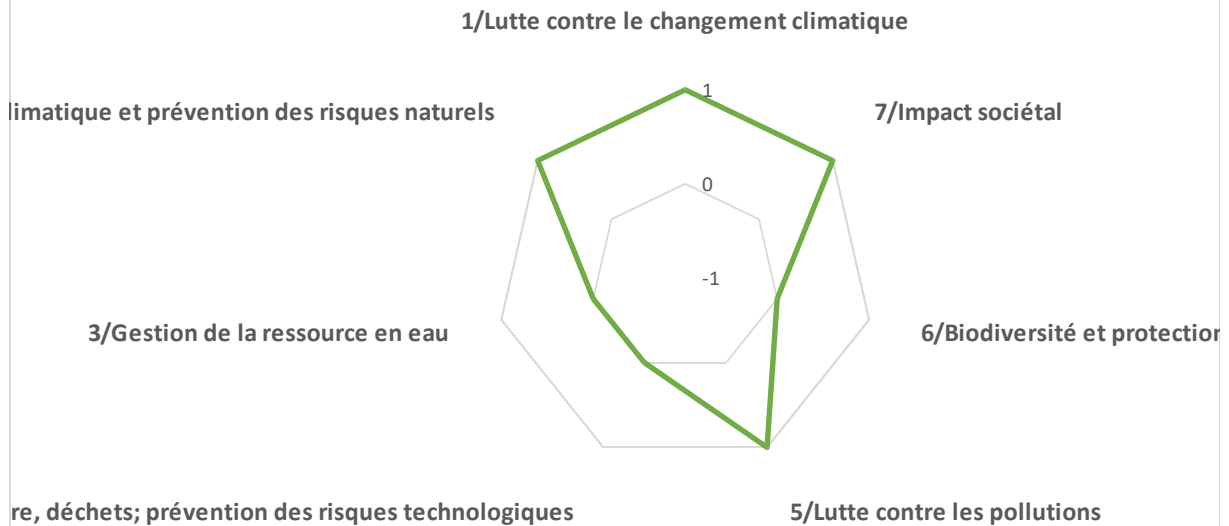 1/Lutte contre le changement climatique
1
climatique et prévention des risques naturels
7/Impact sociétal
0
-1
3/Gestion de la ressource en eau
6/Biodiversité et protection
re, déchets; prévention des risques technologiques
5/Lutte contre les pollutions